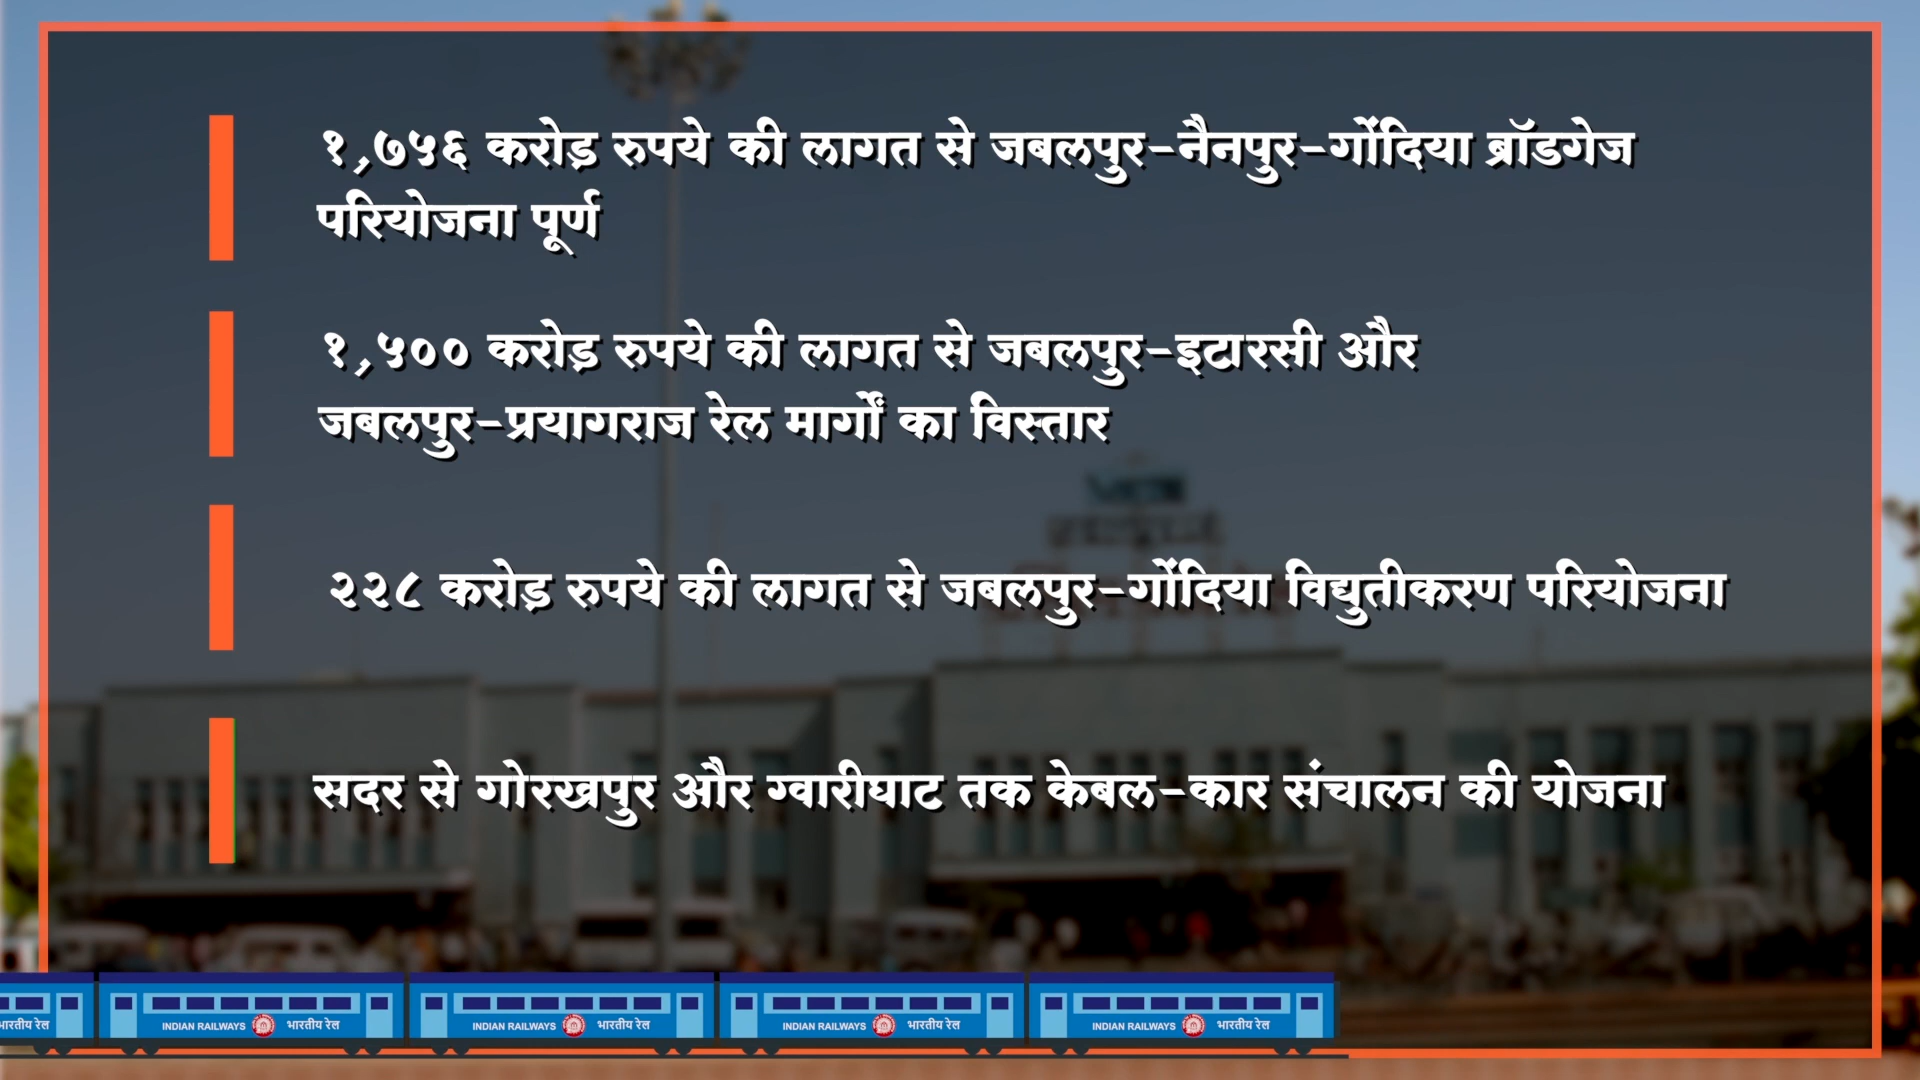 १,७५६ करोड़ रुपये की लागत से जबलपुर-नैनपुर-गोंदिया ब्रॉडगेज
परियोजना पूर्ण
१,५०० करोड़ रुपये की लागत से जबलपुर-इटारसी और
जबलपुर-प्रयागराज रेल मार्गों का विस्तार
२२८ करोड़ रुपये की लागत से जबलपुर-गोंदिया विद्युतीकरण परियोजना
सदर से गोरखपुर और ग्वारीघाट तक केबल-कार संचालन की योजना
भारतीय रेल INDIAN RAILWAYS भारतीय रेल INDIAN RAILWAYS भारतीय रेल INDIAN RAILWAYS भारतीय रेल INDIAN RAILWAYS भारतीय रेल